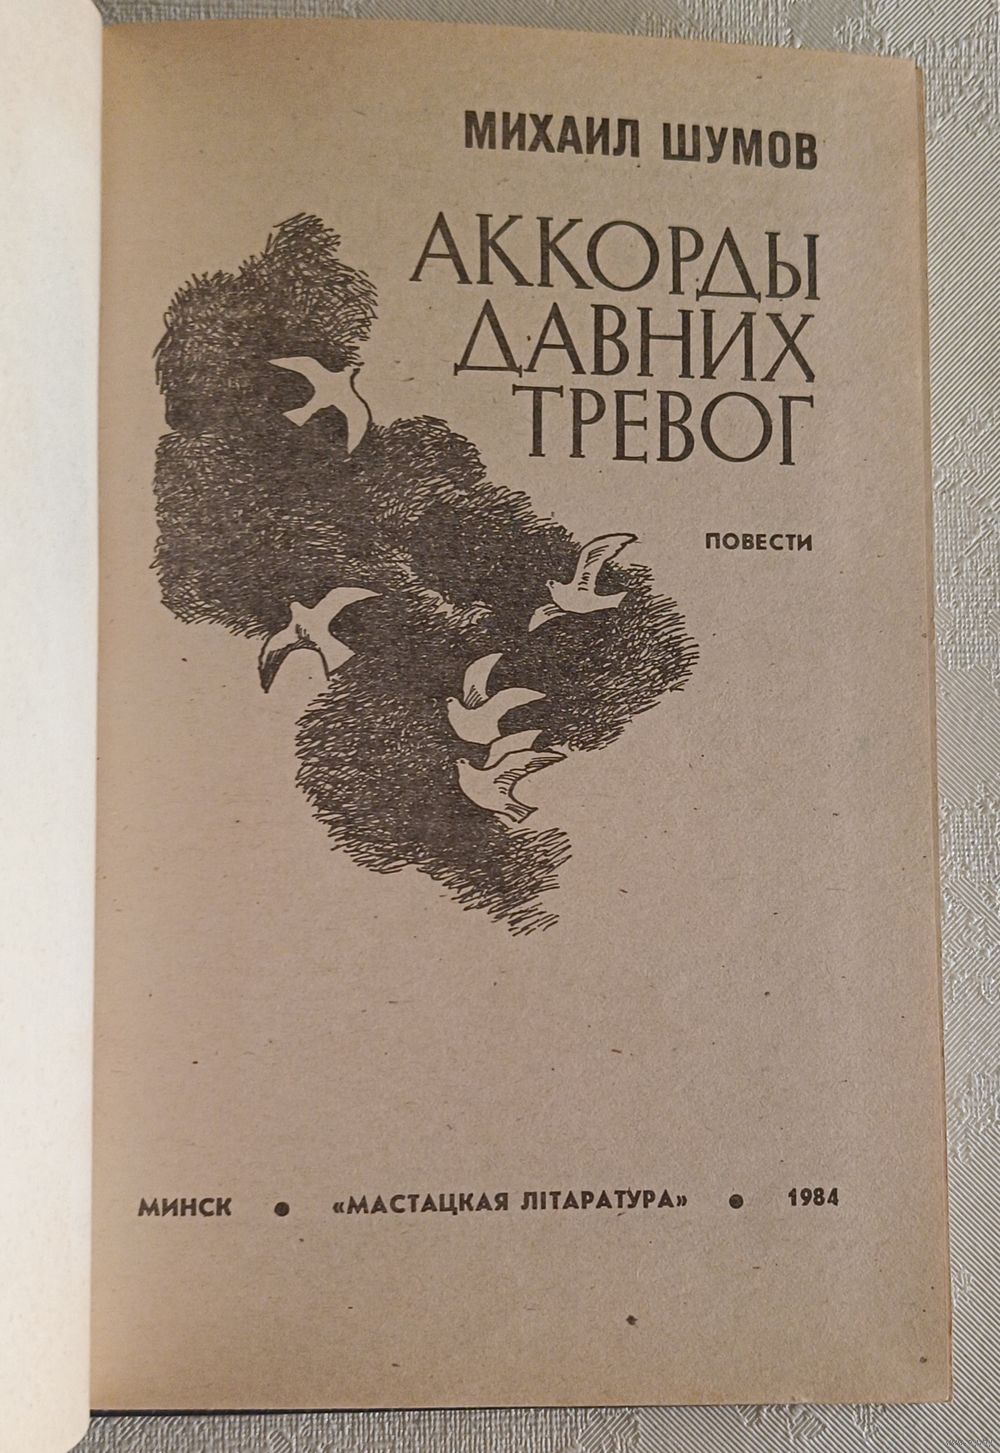 МИХАИЛ ШУМОВ
АККОРДЫ
ДАВНИХ
ТРЕВОГ
ПОВЕСТИ
МИНСК ● «МАСТАЦКАЯ ЛІТАРАТУРА» ● 1984